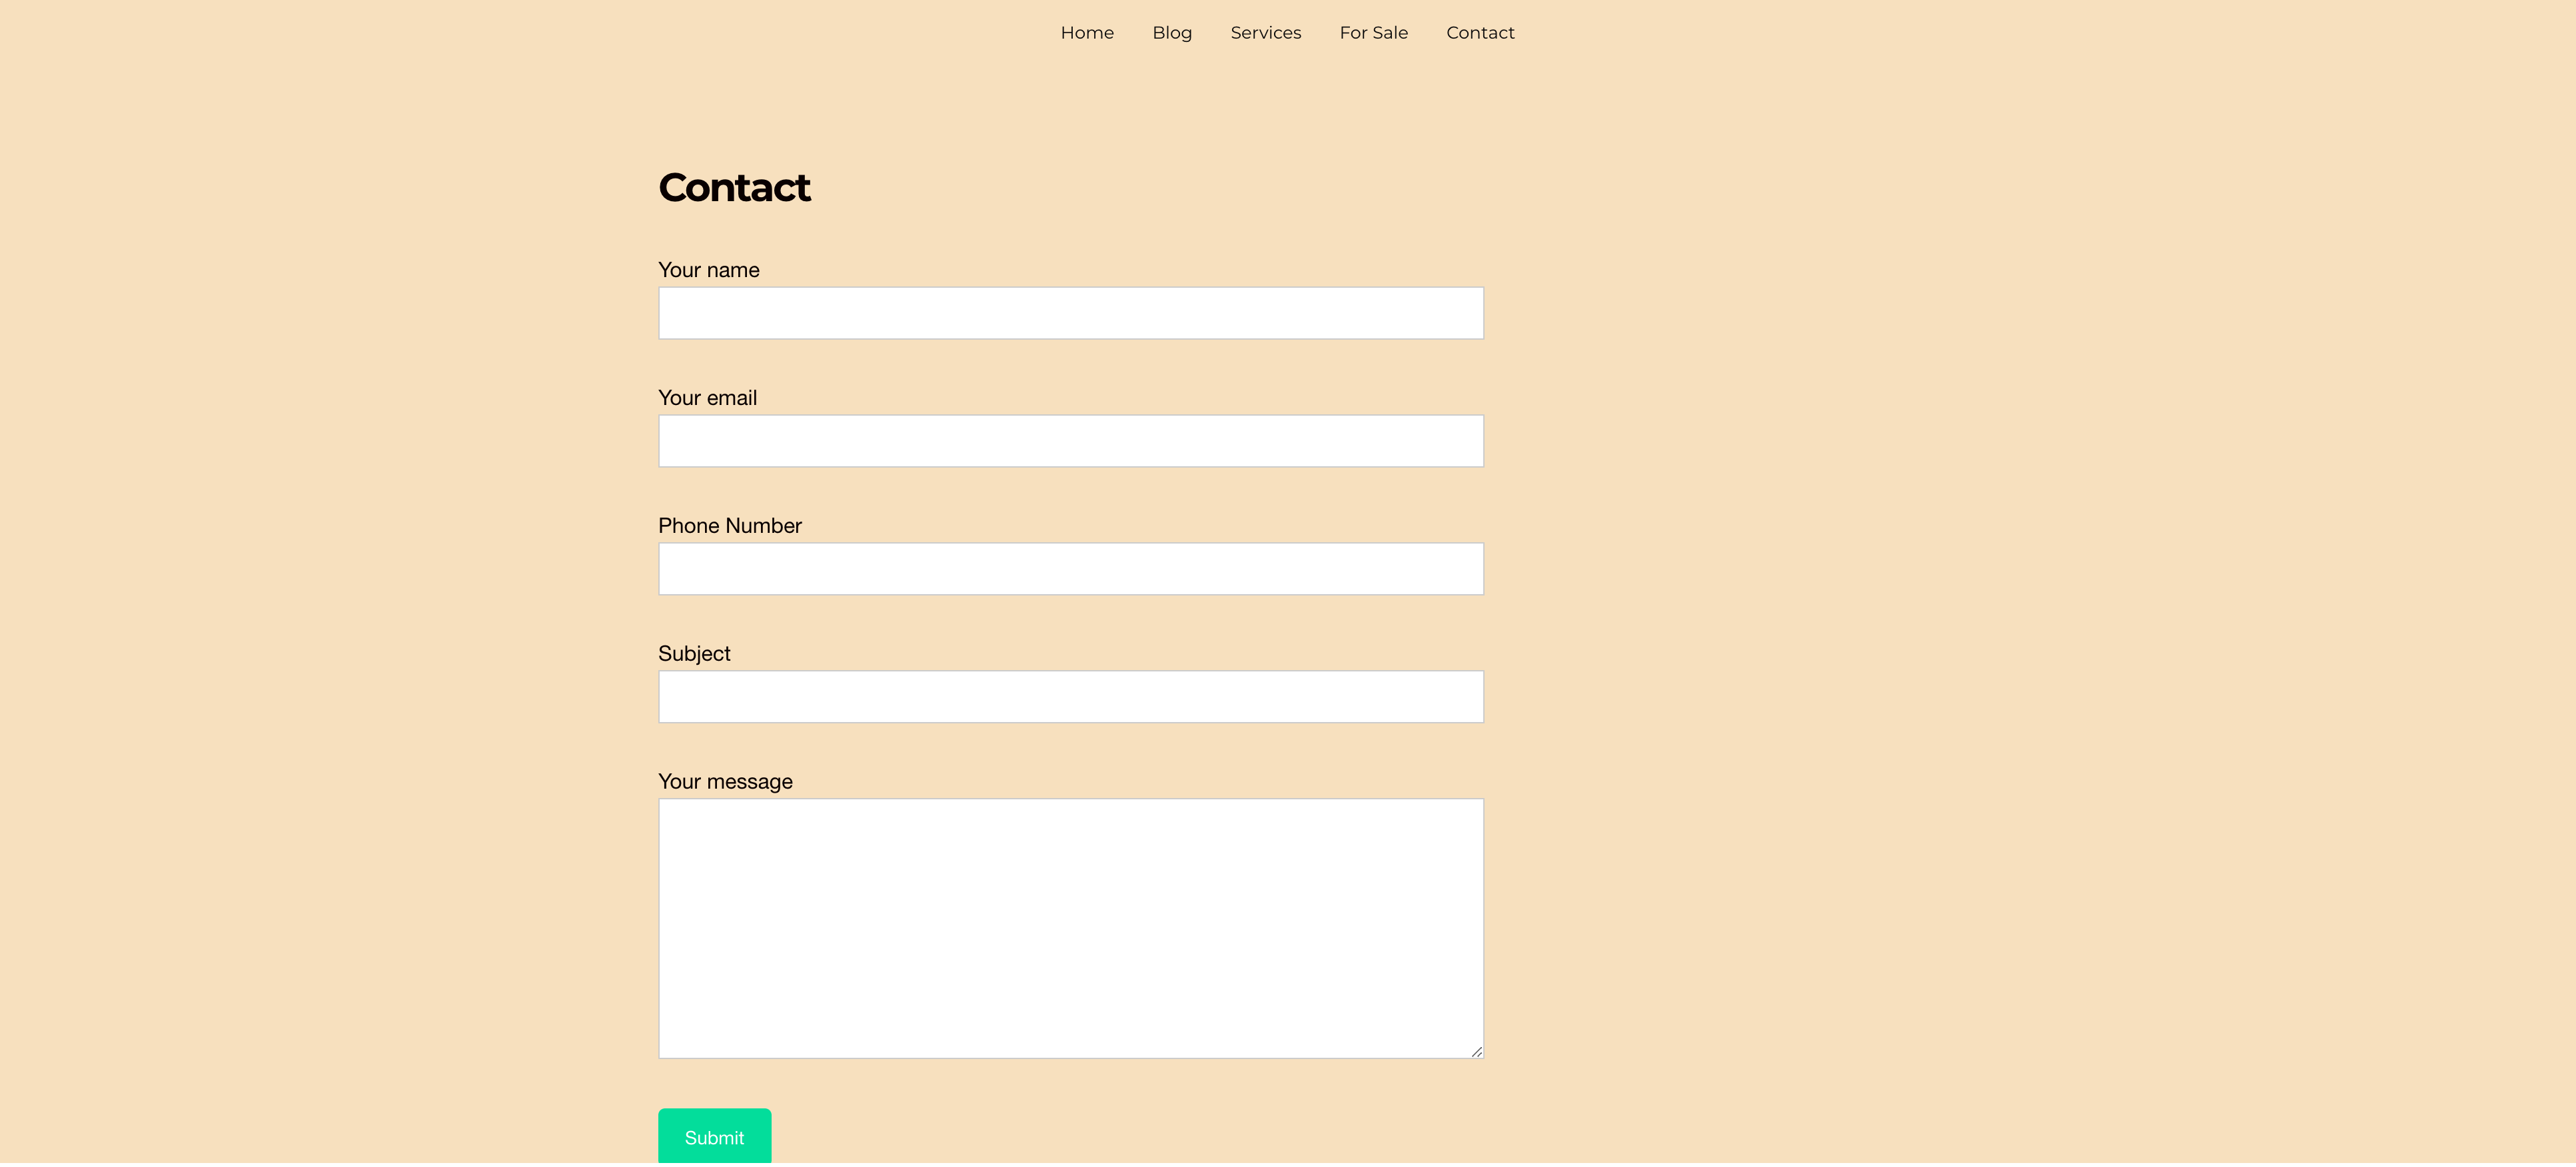 Home Blog Services For Sale Contact
Contact
Your name
Your email
Phone Number
Subject
Your message
Submit